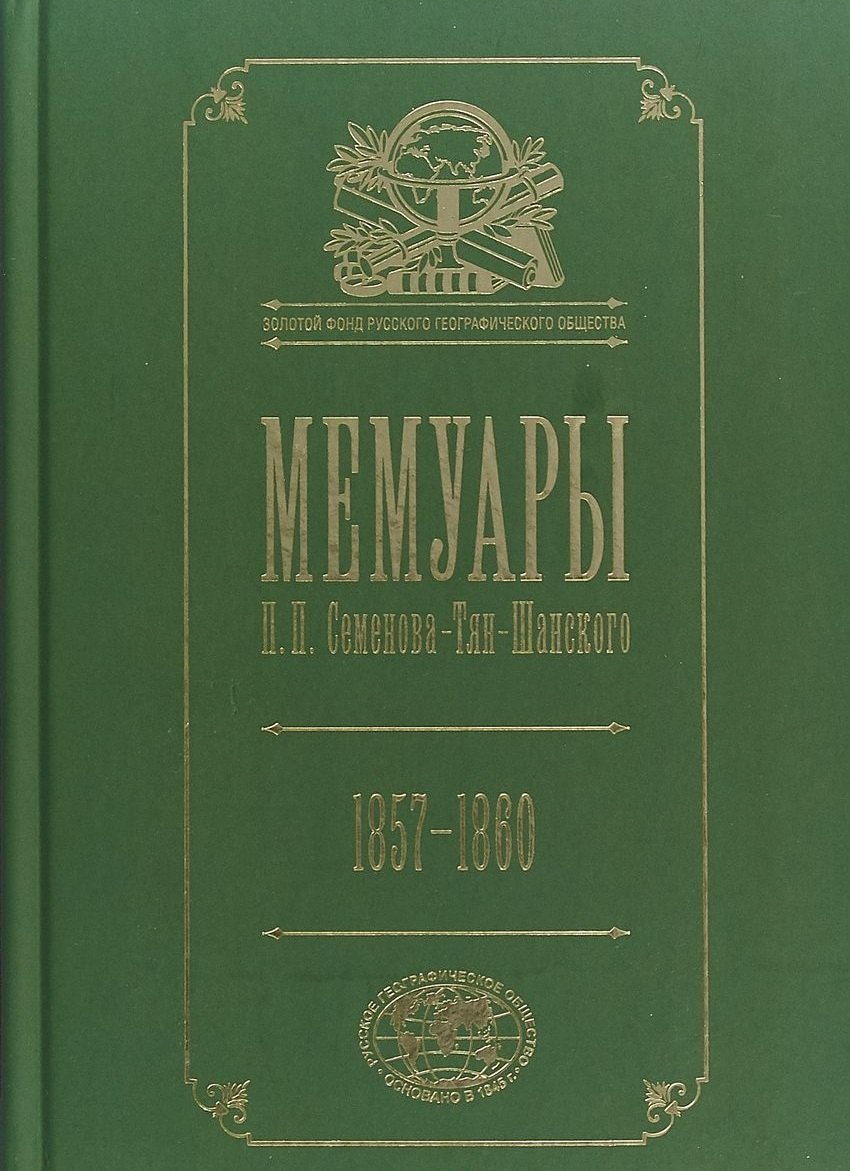 ЗОЛОТОЙ ФОНД РУССКОГО ГЕОГРАФИЧЕСКОГО ОБЩЕСТВА
МЕМУАРЫ
П. П. Семенова-Тян-Шанского
1857–1860
РУССКОЕ ГЕОГРАФИЧЕСКОЕ ОБЩЕСТВО
ОСНОВАНО В 1845 г.